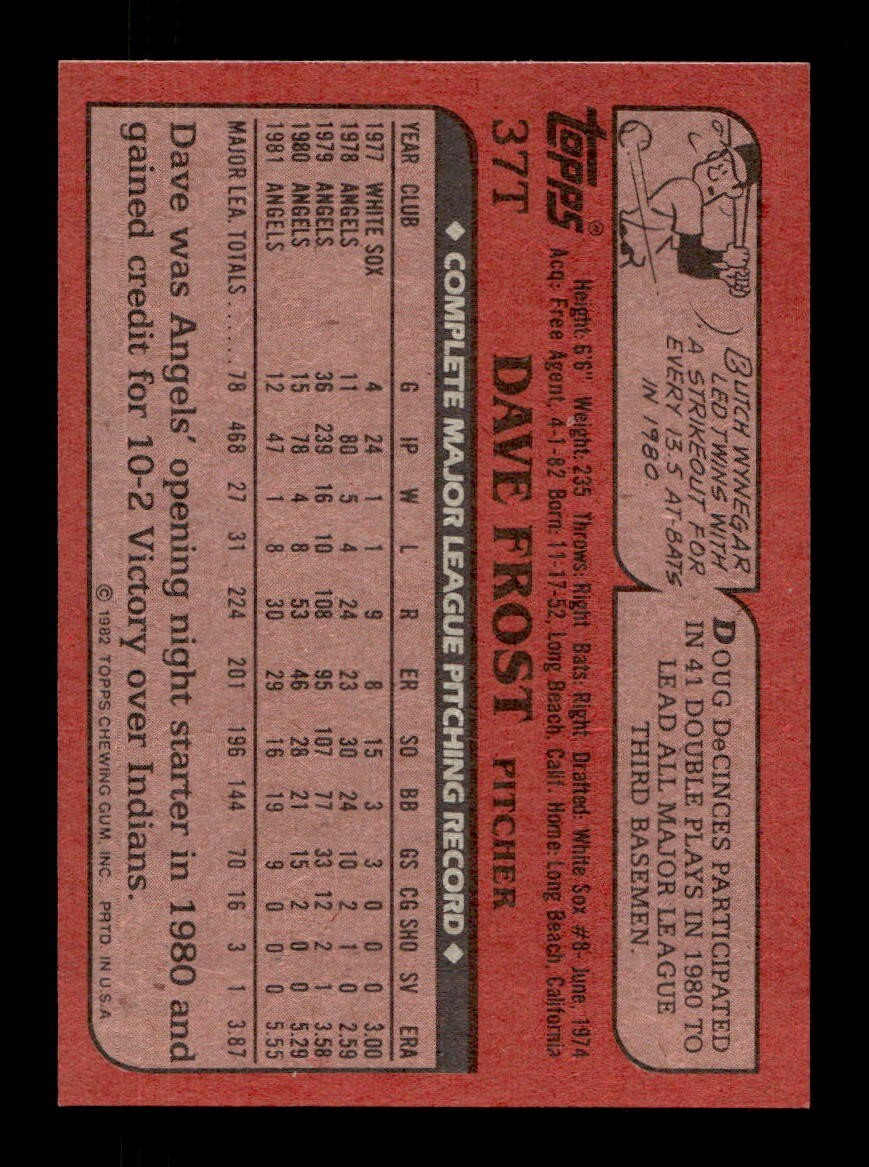 BUTCH WYNEGAR
LED TWINS WITH
A STRIKEOUT FOR
EVERY 13.5 AT-BATS
IN 1980
DOUG DeCINCES PARTICIPATED
IN 41 DOUBLE PLAYS IN 1980 TO
LEAD ALL MAJOR LEAGUE
THIRD BASEMEN.
topps®
Height: 6'6" Weight: 235 Throws: Right Bats: Right Drafted: White Sox #8-June, 1974
Acq: Free Agent, 4-1-82 Born: 11-17-52, Long Beach, Calif. Home: Long Beach, California
37T DAVE FROST PITCHER
◆ COMPLETE MAJOR LEAGUE PITCHING RECORD ◆
YEAR CLUB G IP W L R ER SO BB GS CG SHO SV ERA
1977 WHITE SOX 4 24 1 1 9 8 15 3 3 0 0 0 3.00
1978 ANGELS 11 80 5 4 24 23 30 24 10 2 1 0 2.59
1979 ANGELS 36 239 16 10 108 95 107 77 33 12 2 1 3.58
1980 ANGELS 15 78 4 8 53 46 28 21 15 2 0 0 5.29
1981 ANGELS 12 47 1 8 30 29 16 19 9 0 0 0 5.55
MAJOR LEA. TOTALS ...... 78 468 27 31 224 201 196 144 70 16 3 1 3.87
Dave was Angels' opening night starter in 1980 and
gained credit for 10-2 Victory over Indians.
© 1982 TOPPS CHEWING GUM, INC. PRTD. IN U.S.A.